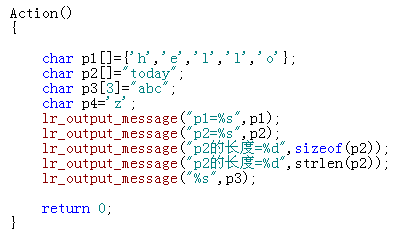 Action()
{
char p1[]={'h','e','l','l','o'};
char p2[]="today";
char p3[3]="abc";
char p4='z';
lr_output_message("p1=%s",p1);
lr_output_message("p2=%s",p2);
lr_output_message("p2的长度=%d",sizeof(p2));
lr_output_message("p2的长度=%d",strlen(p2));
lr_output_message("%s",p3);
return 0;
}